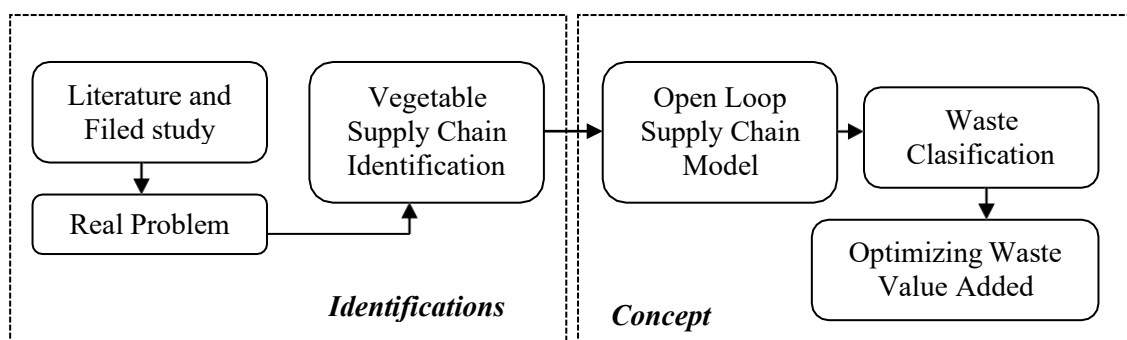 Literature and
Filed study
Real Problem
Vegetable
Supply Chain
Identification
Identifications
Open Loop
Supply Chain
Model
Waste
Clasification
Optimizing Waste
Value Added
Concept